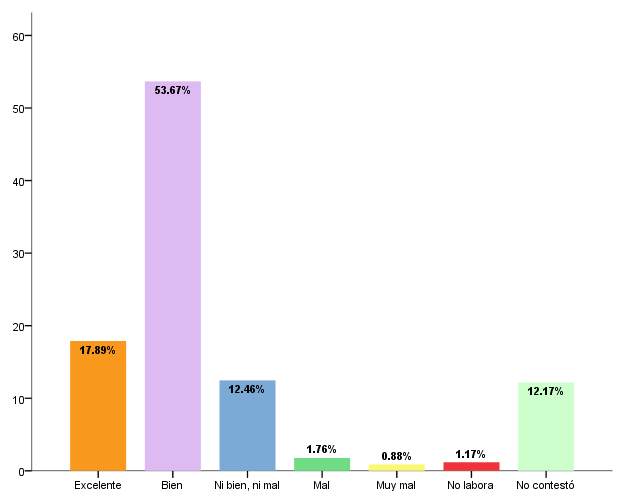 60
50
40
30
20
10
0
53.67%
17.89%
12.46%
12.17%
1.76%
0.88%
1.17%
Excelente
Bien
Ni bien, ni mal
Mal
Muy mal
No labora
No contestó